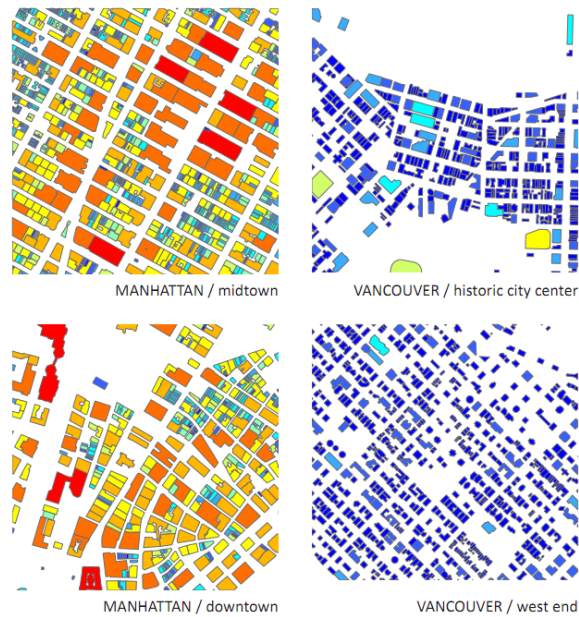 MANHATTAN / midtown
VANCOUVER / historic city center
MANHATTAN / downtown
VANCOUVER / west end